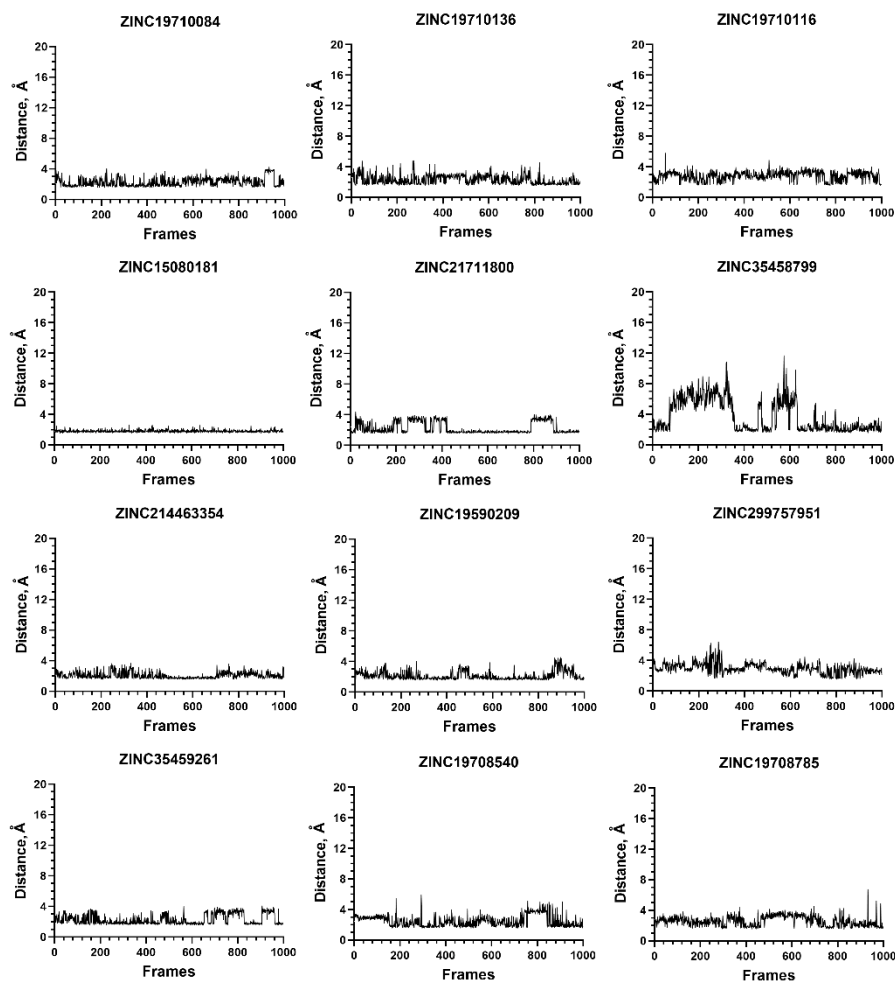 ZINC19710084
20
16
12
8
4
0
Distance, Å
0 200 400 600 800 1000
Frames
ZINC19710136
20
16
12
8
4
0
Distance, Å
0 200 400 600 800 1000
Frames
ZINC19710116
20
16
12
8
4
0
Distance, Å
0 200 400 600 800 1000
Frames
ZINC15080181
20
16
12
8
4
0
Distance, Å
0 200 400 600 800 1000
Frames
ZINC21711800
20
16
12
8
4
0
Distance, Å
0 200 400 600 800 1000
Frames
ZINC35458799
20
16
12
8
4
0
Distance, Å
0 200 400 600 800 1000
Frames
ZINC214463354
20
16
12
8
4
0
Distance, Å
0 200 400 600 800 1000
Frames
ZINC19590209
20
16
12
8
4
0
Distance, Å
0 200 400 600 800 1000
Frames
ZINC299757951
20
16
12
8
4
0
Distance, Å
0 200 400 600 800 1000
Frames
ZINC35459261
20
16
12
8
4
0
Distance, Å
0 200 400 600 800 1000
Frames
ZINC19708540
20
16
12
8
4
0
Distance, Å
0 200 400 600 800 1000
Frames
ZINC19708785
20
16
12
8
4
0
Distance, Å
0 200 400 600 800 1000
Frames